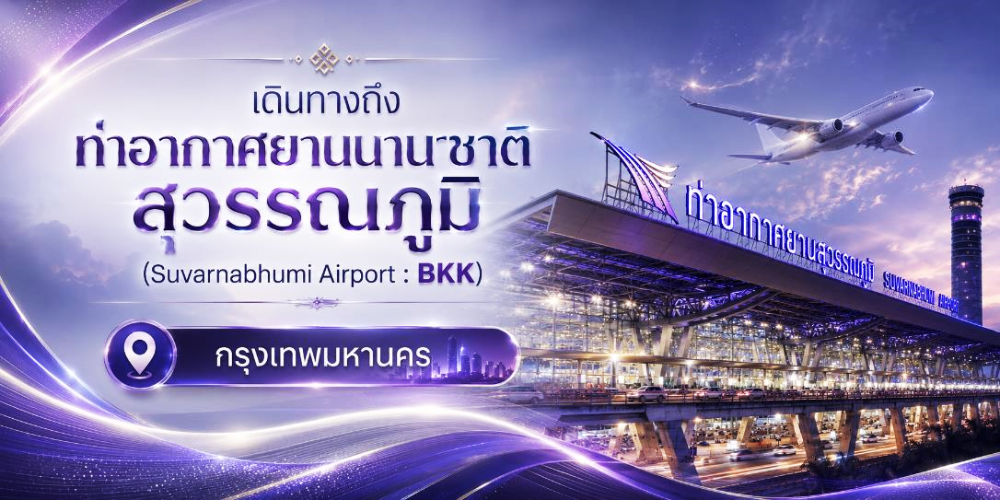 เดินทางถึง
ท่าอากาศยานนานาชาติ
สุวรรณภูมิ
(Suvarnabhumi Airport : BKK)
กรุงเทพมหานคร
ท่าอากาศยานสุวรรณภูมิ SUVARNABHUMI AIRPORT